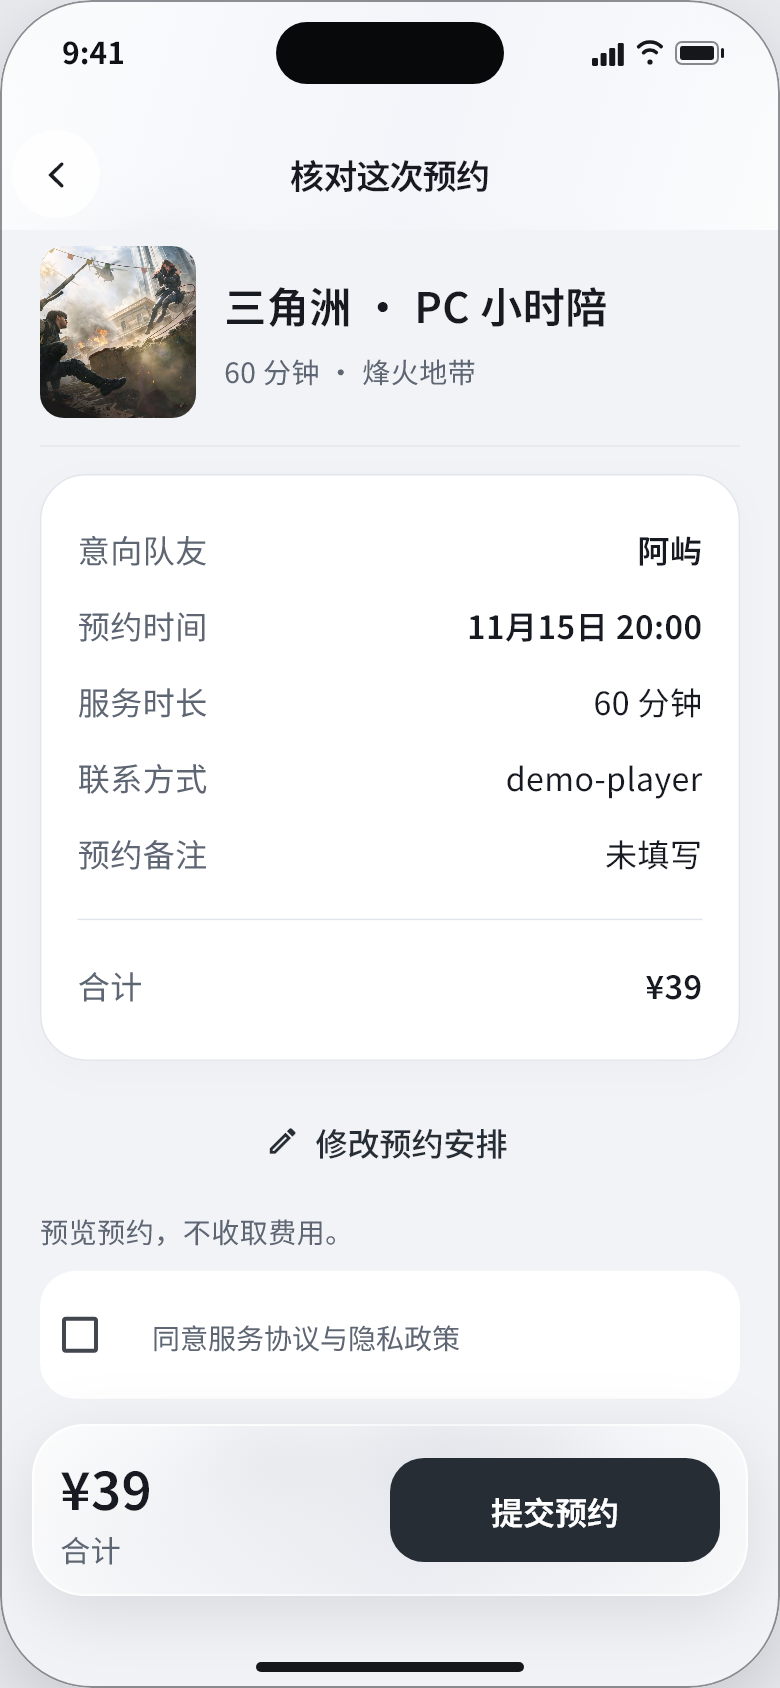 9:41
核对这次预约
三角洲 · PC 小时陪
60 分钟 · 烽火地带
意向队友 阿屿
预约时间 11月15日 20:00
服务时长 60 分钟
联系方式 demo-player
预约备注 未填写
合计 ¥39
修改预约安排
预览预约，不收取费用。
同意服务协议与隐私政策
¥39
合计
提交预约